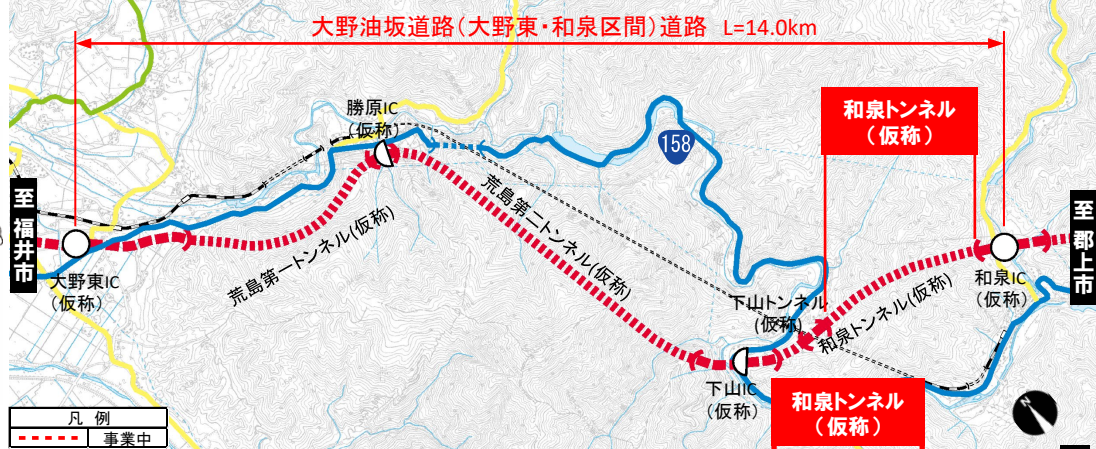 大野油坂道路(大野東・和泉区間)道路 L=14.0km
勝原IC
(仮称)
158
和泉トンネル
(仮称)
至 福井市
至 郡上市
荒島第一トンネル(仮称)
荒島第二トンネル(仮称)
大野東IC
(仮称)
下山トンネル
(仮称)
和泉トンネル(仮称)
和泉IC
(仮称)
下山IC
(仮称)
和泉トンネル
(仮称)
N
凡 例
事業中